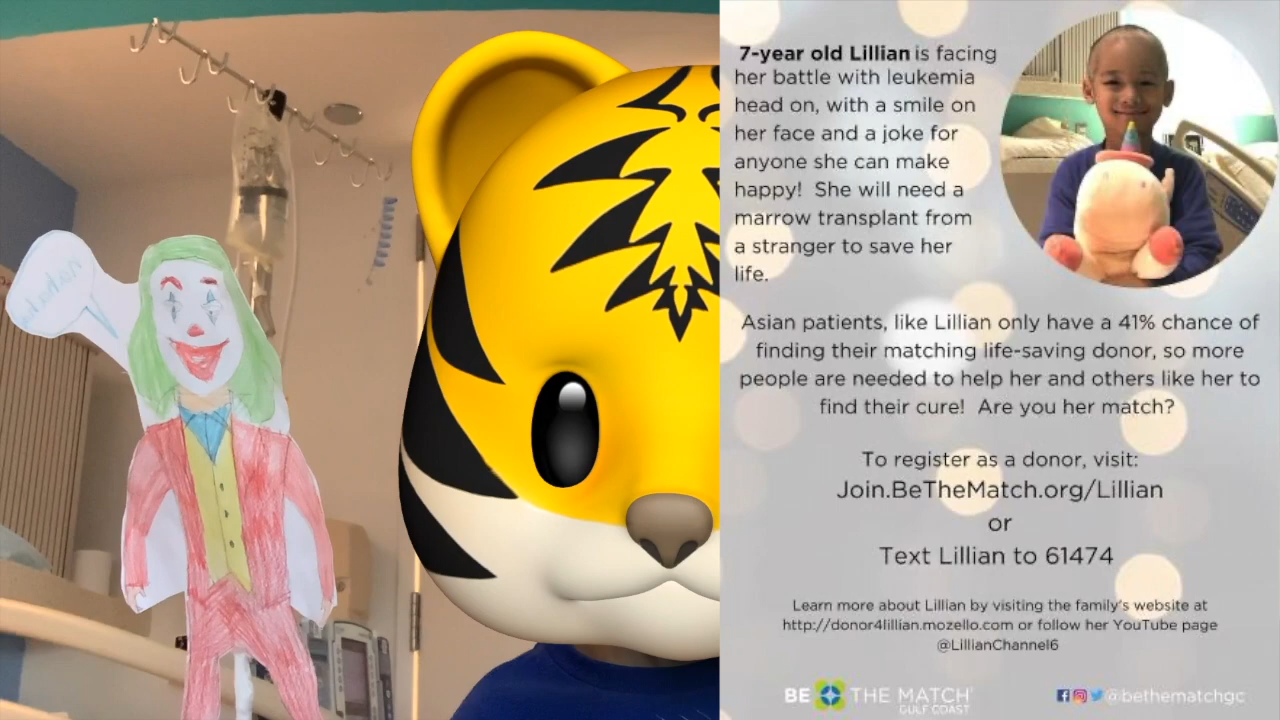 7-year old Lillian is facing
her battle with leukemia
head on, with a smile on
her face and a joke for
anyone she can make
happy! She will need a
marrow transplant from
a stranger to save her
life.
Asian patients, like Lillian only have a 41% chance of
finding their matching life-saving donor, so more
people are needed to help her and others like her to
find their cure! Are you her match?
To register as a donor, visit:
Join.BeTheMatch.org/Lillian
or
Text Lillian to 61474
Learn more about Lillian by visiting the family's website at
http://donor4lillian.mozello.com or follow her YouTube page
@LillianChannel6
BE THE MATCH®
GULF COAST
@bethematchgc